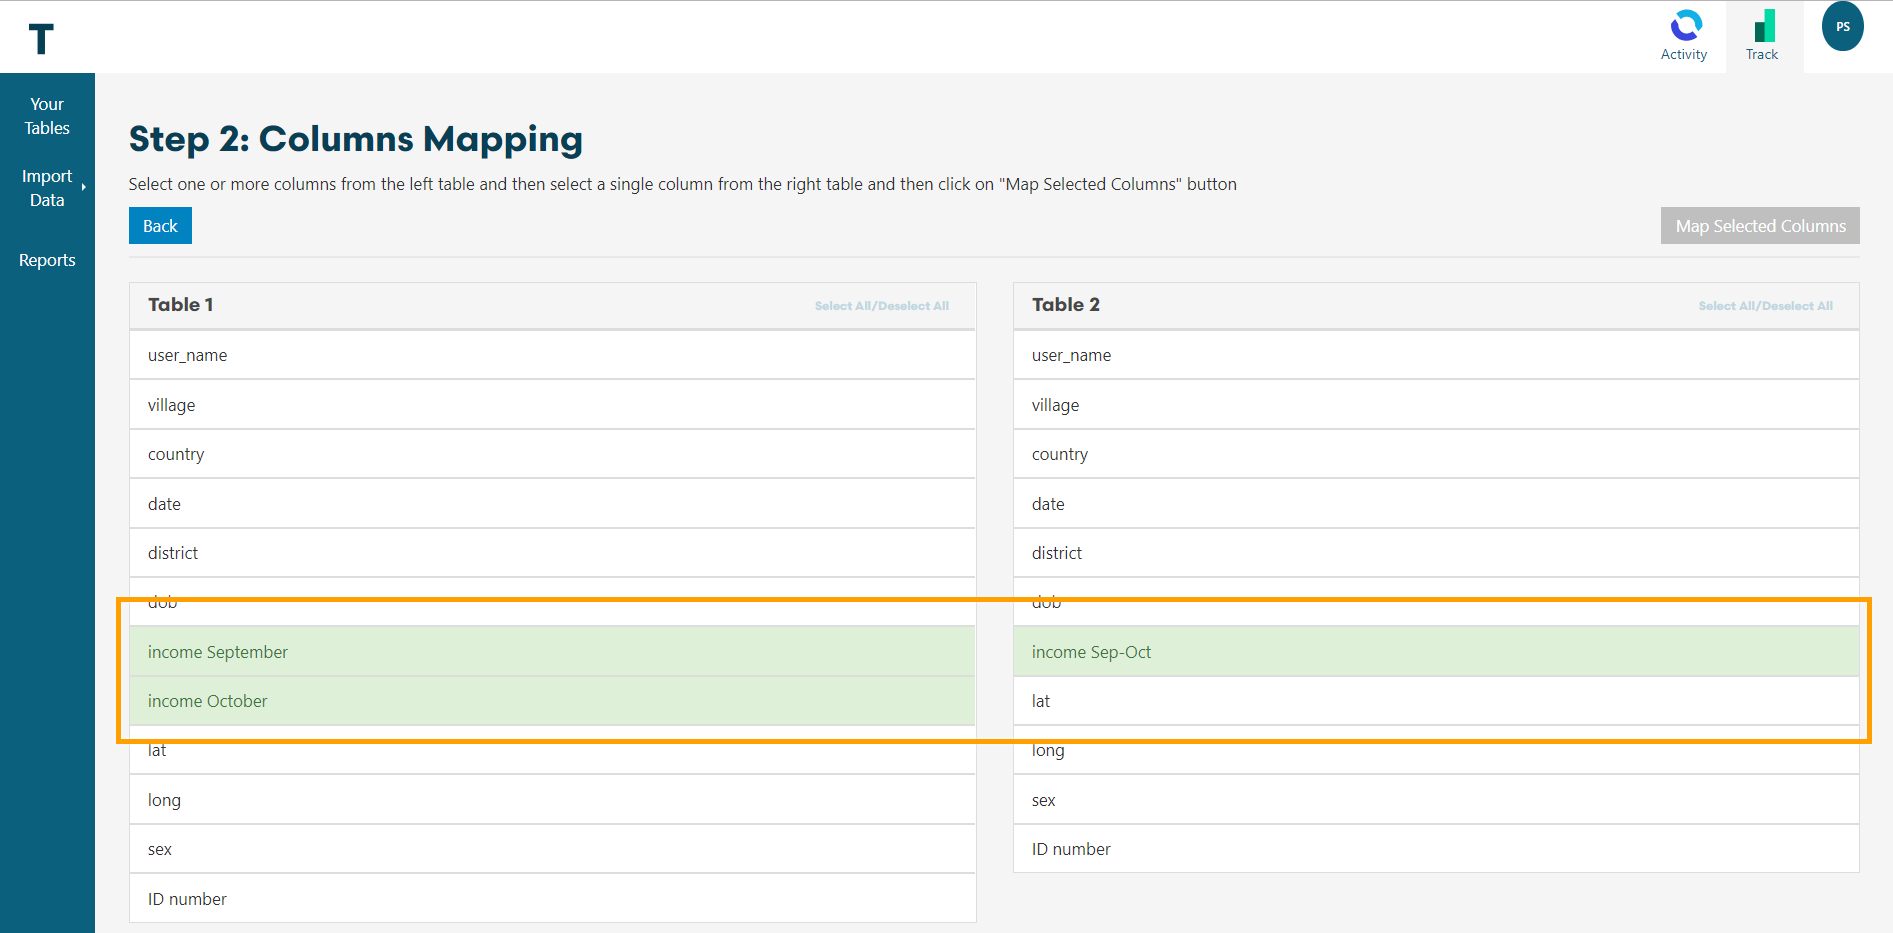 T
Activity
Track
PS
Your
Tables
Import
Data
Reports
Step 2: Columns Mapping
Select one or more columns from the left table and then select a single column from the right table and then click on "Map Selected Columns" button
Back
Map Selected Columns
Table 1
Select All/Deselect All
user_name
village
country
date
district
dob
income September
income October
lat
long
sex
ID number
Table 2
Select All/Deselect All
user_name
village
country
date
district
dob
income Sep-Oct
lat
long
sex
ID number